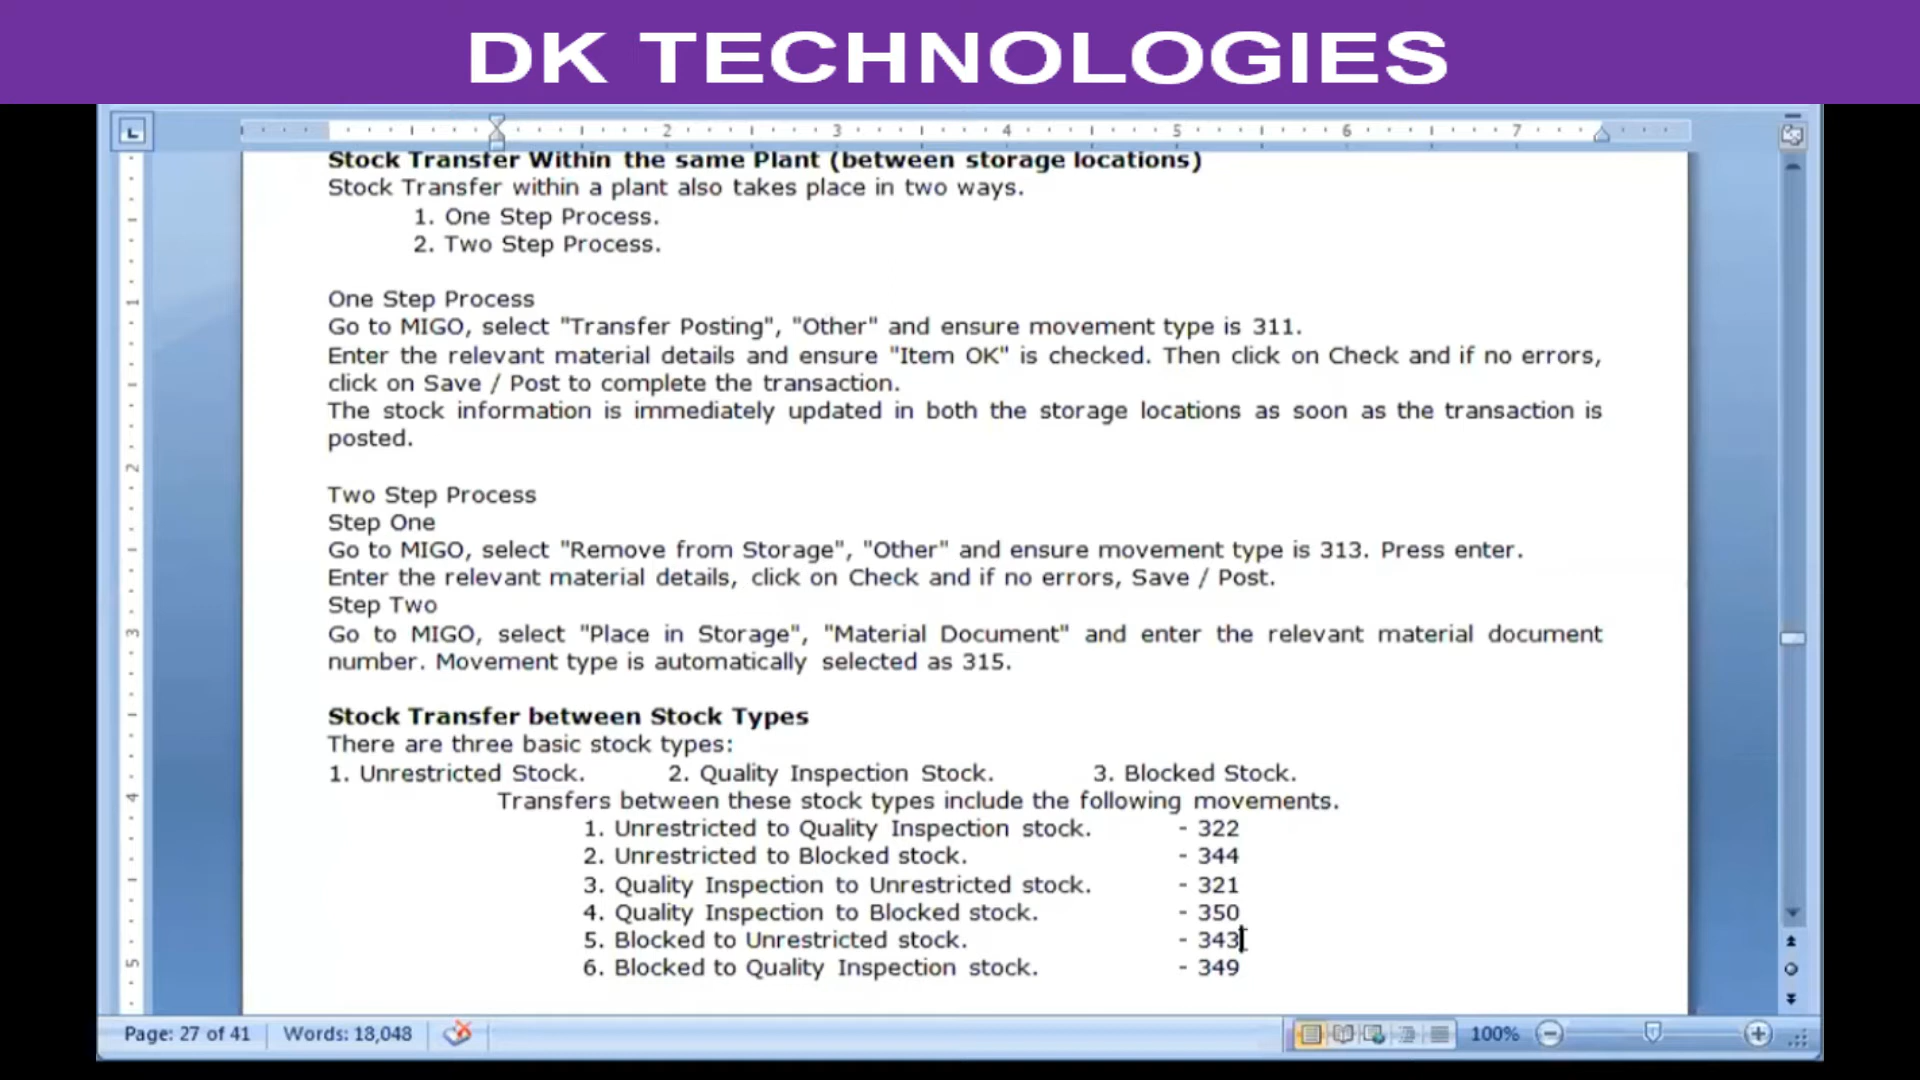 DK TECHNOLOGIES
2 3 4 5 6 7
Stock Transfer Within the same Plant (between storage locations)
Stock Transfer within a plant also takes place in two ways.
1. One Step Process.
2. Two Step Process.
One Step Process
Go to MIGO, select "Transfer Posting", "Other" and ensure movement type is 311.
Enter the relevant material details and ensure "Item OK" is checked. Then click on Check and if no errors,
click on Save / Post to complete the transaction.
The stock information is immediately updated in both the storage locations as soon as the transaction is
posted.
Two Step Process
Step One
Go to MIGO, select "Remove from Storage", "Other" and ensure movement type is 313. Press enter.
Enter the relevant material details, click on Check and if no errors, Save / Post.
Step Two
Go to MIGO, select "Place in Storage", "Material Document" and enter the relevant material document
number. Movement type is automatically selected as 315.
Stock Transfer between Stock Types
There are three basic stock types:
1. Unrestricted Stock. 2. Quality Inspection Stock. 3. Blocked Stock.
Transfers between these stock types include the following movements.
1. Unrestricted to Quality Inspection stock. - 322
2. Unrestricted to Blocked stock. - 344
3. Quality Inspection to Unrestricted stock. - 321
4. Quality Inspection to Blocked stock. - 350
5. Blocked to Unrestricted stock. - 343
6. Blocked to Quality Inspection stock. - 349
1
2
3
4
5
Page: 27 of 41 Words: 18,048 100%